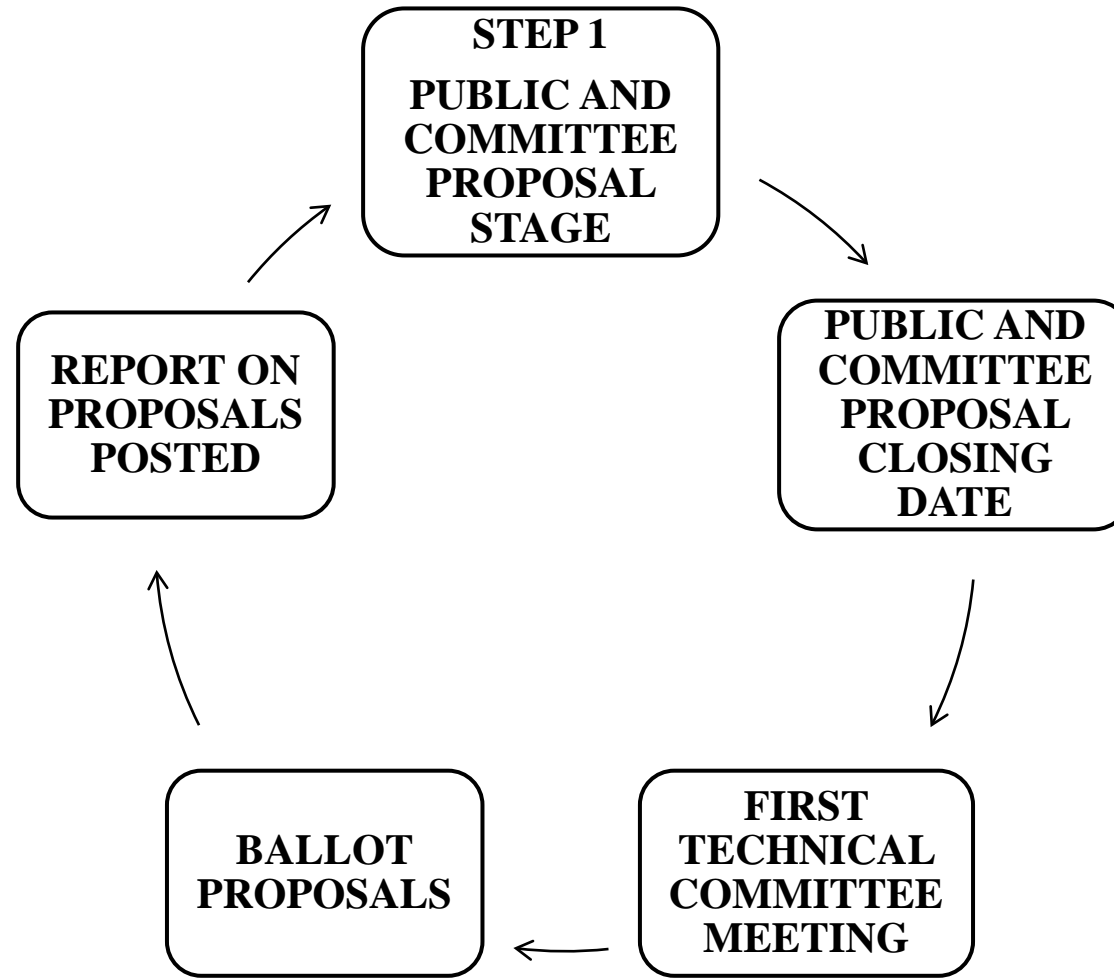 STEP 1
PUBLIC AND
COMMITTEE
PROPOSAL
STAGE
PUBLIC AND
COMMITTEE
PROPOSAL
CLOSING
DATE
FIRST
TECHNICAL
COMMITTEE
MEETING
BALLOT
PROPOSALS
REPORT ON
PROPOSALS
POSTED